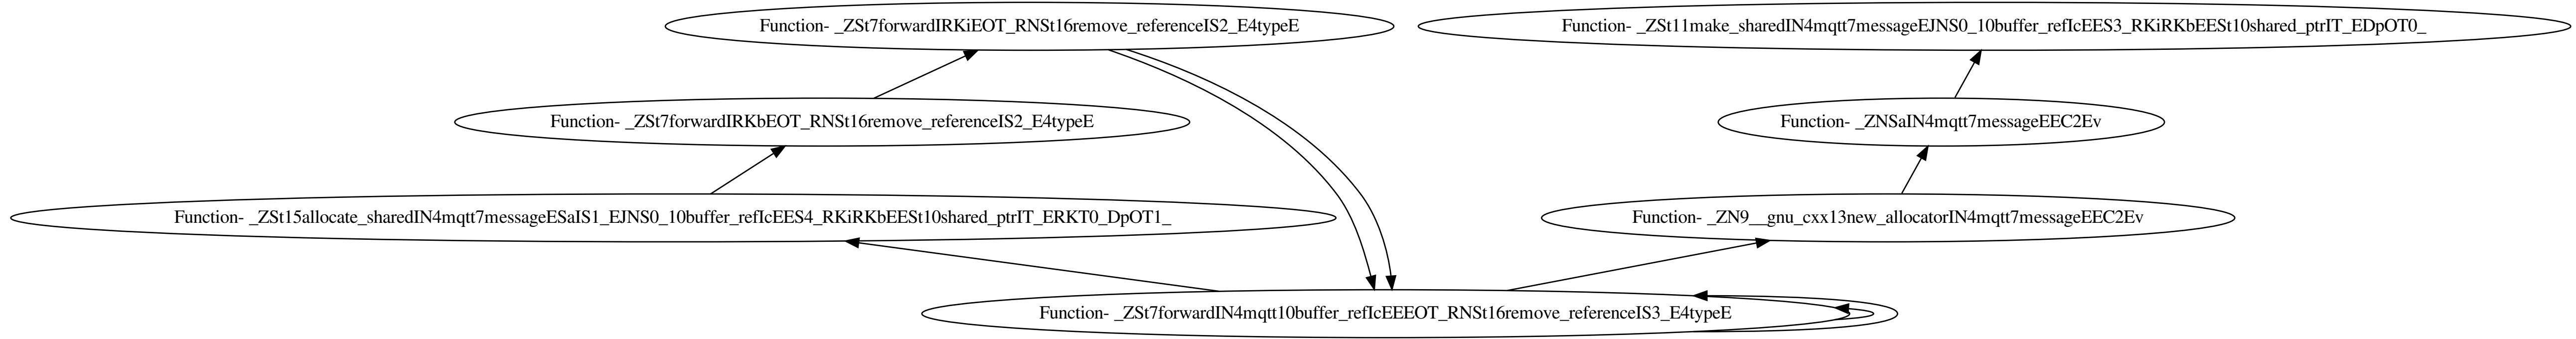 Function- _ZSt7forwardIRKiEOT_RNSt16remove_referenceIS2_E4typeE
Function- _ZSt11make_sharedIN4mqtt7messageEJNS0_10buffer_refIcEES3_RKiRKbEESt10shared_ptrIT_EDpOT0_
Function- _ZSt7forwardIRKbEOT_RNSt16remove_referenceIS2_E4typeE
Function- _ZNSaIN4mqtt7messageEEC2Ev
Function- _ZSt15allocate_sharedIN4mqtt7messageESaIS1_EJNS0_10buffer_refIcEES4_RKiRKbEESt10shared_ptrIT_ERKT0_DpOT1_
Function- _ZN9__gnu_cxx13new_allocatorIN4mqtt7messageEEC2Ev
Function- _ZSt7forwardIN4mqtt10buffer_refIcEEEOT_RNSt16remove_referenceIS3_E4typeE